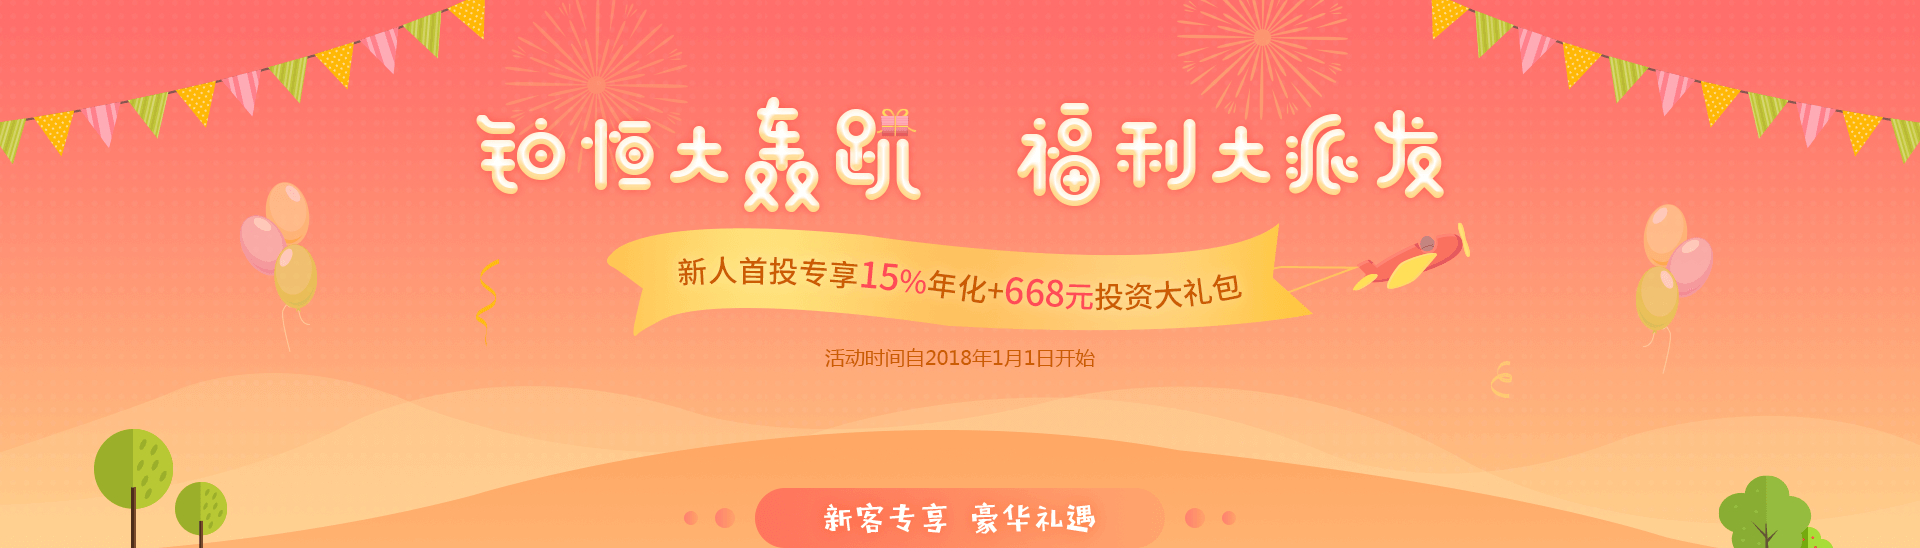 铂恒大轰趴 福利大派发
新人首投专享15%年化+668元投资大礼包
活动时间自2018年1月1日开始
新客专享 豪华礼遇